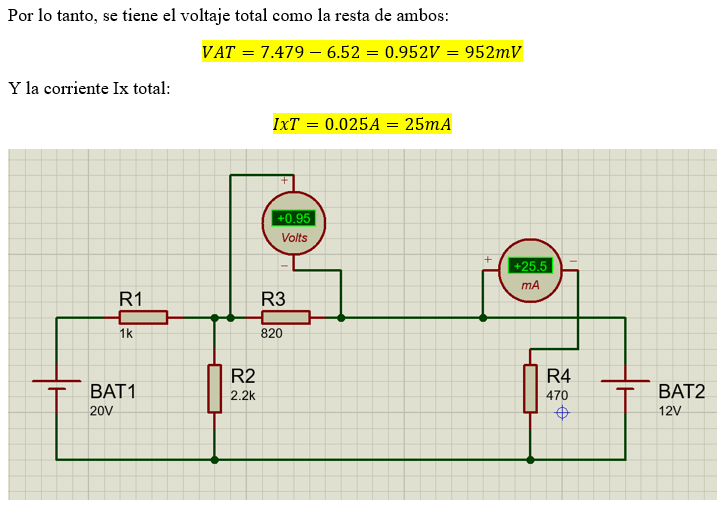 Por lo tanto, se tiene el voltaje total como la resta de ambos:
VAT = 7.479 − 6.52 = 0.952V = 952mV
Y la corriente Ix total:
IxT = 0.025A = 25mA
+
+0.95
Volts
−
+
−
+25.5
mA
R1
1k
R3
820
BAT1
20V
R2
2.2k
R4
470
BAT2
12V